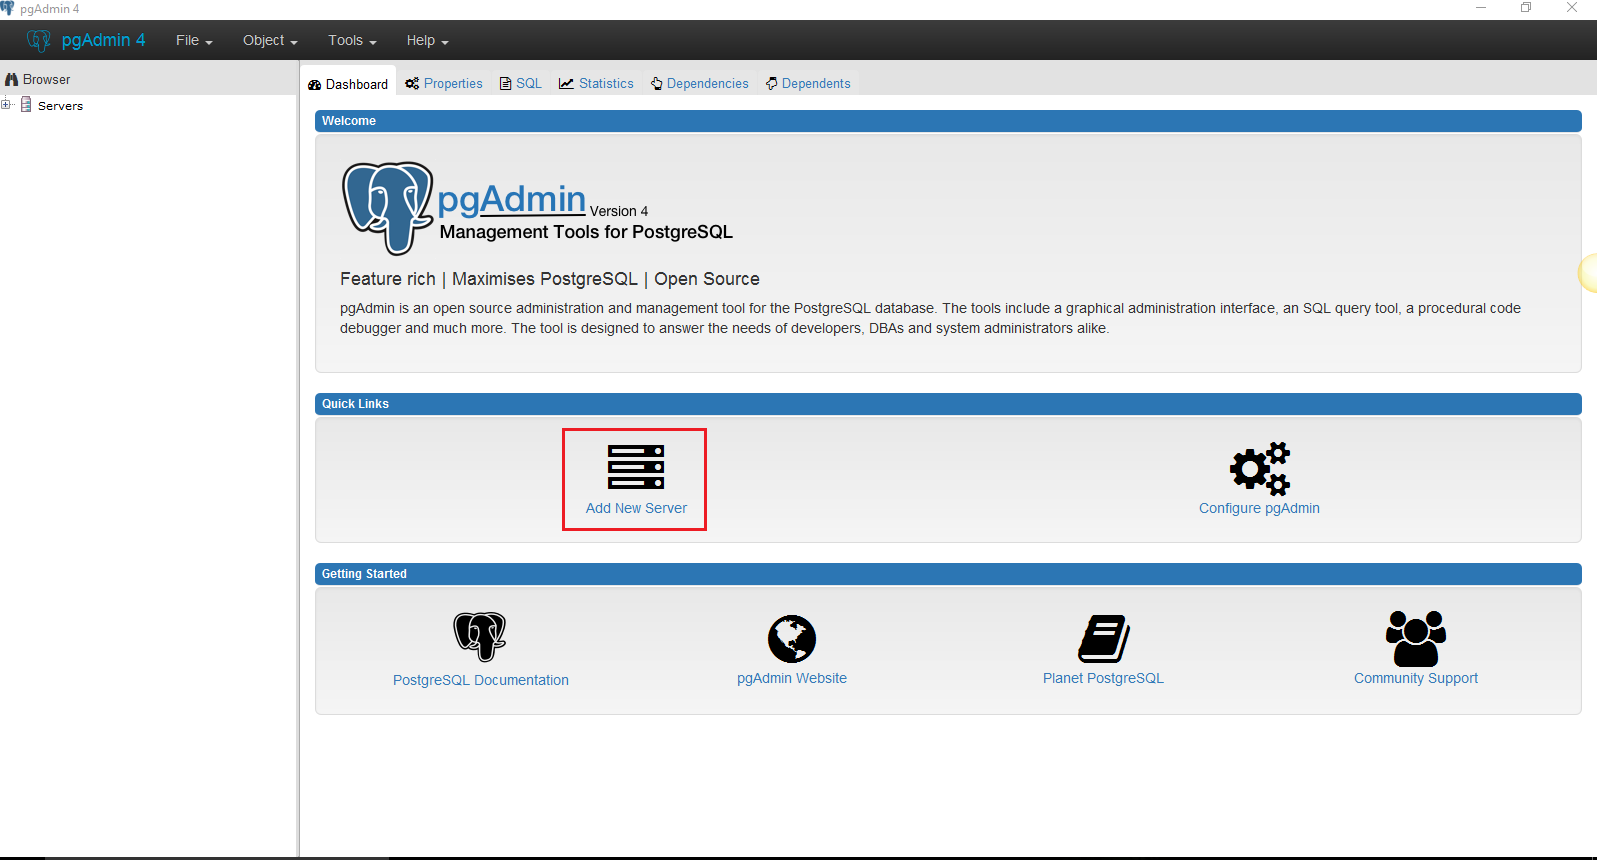 pgAdmin 4
pgAdmin 4 File Object Tools Help
Browser
Servers
Dashboard Properties SQL Statistics Dependencies Dependents
Welcome
pgAdmin Version 4
Management Tools for PostgreSQL
Feature rich | Maximises PostgreSQL | Open Source
pgAdmin is an open source administration and management tool for the PostgreSQL database. The tools include a graphical administration interface, an SQL query tool, a procedural code
debugger and much more. The tool is designed to answer the needs of developers, DBAs and system administrators alike.
Quick Links
Add New Server Configure pgAdmin
Getting Started
PostgreSQL Documentation pgAdmin Website Planet PostgreSQL Community Support